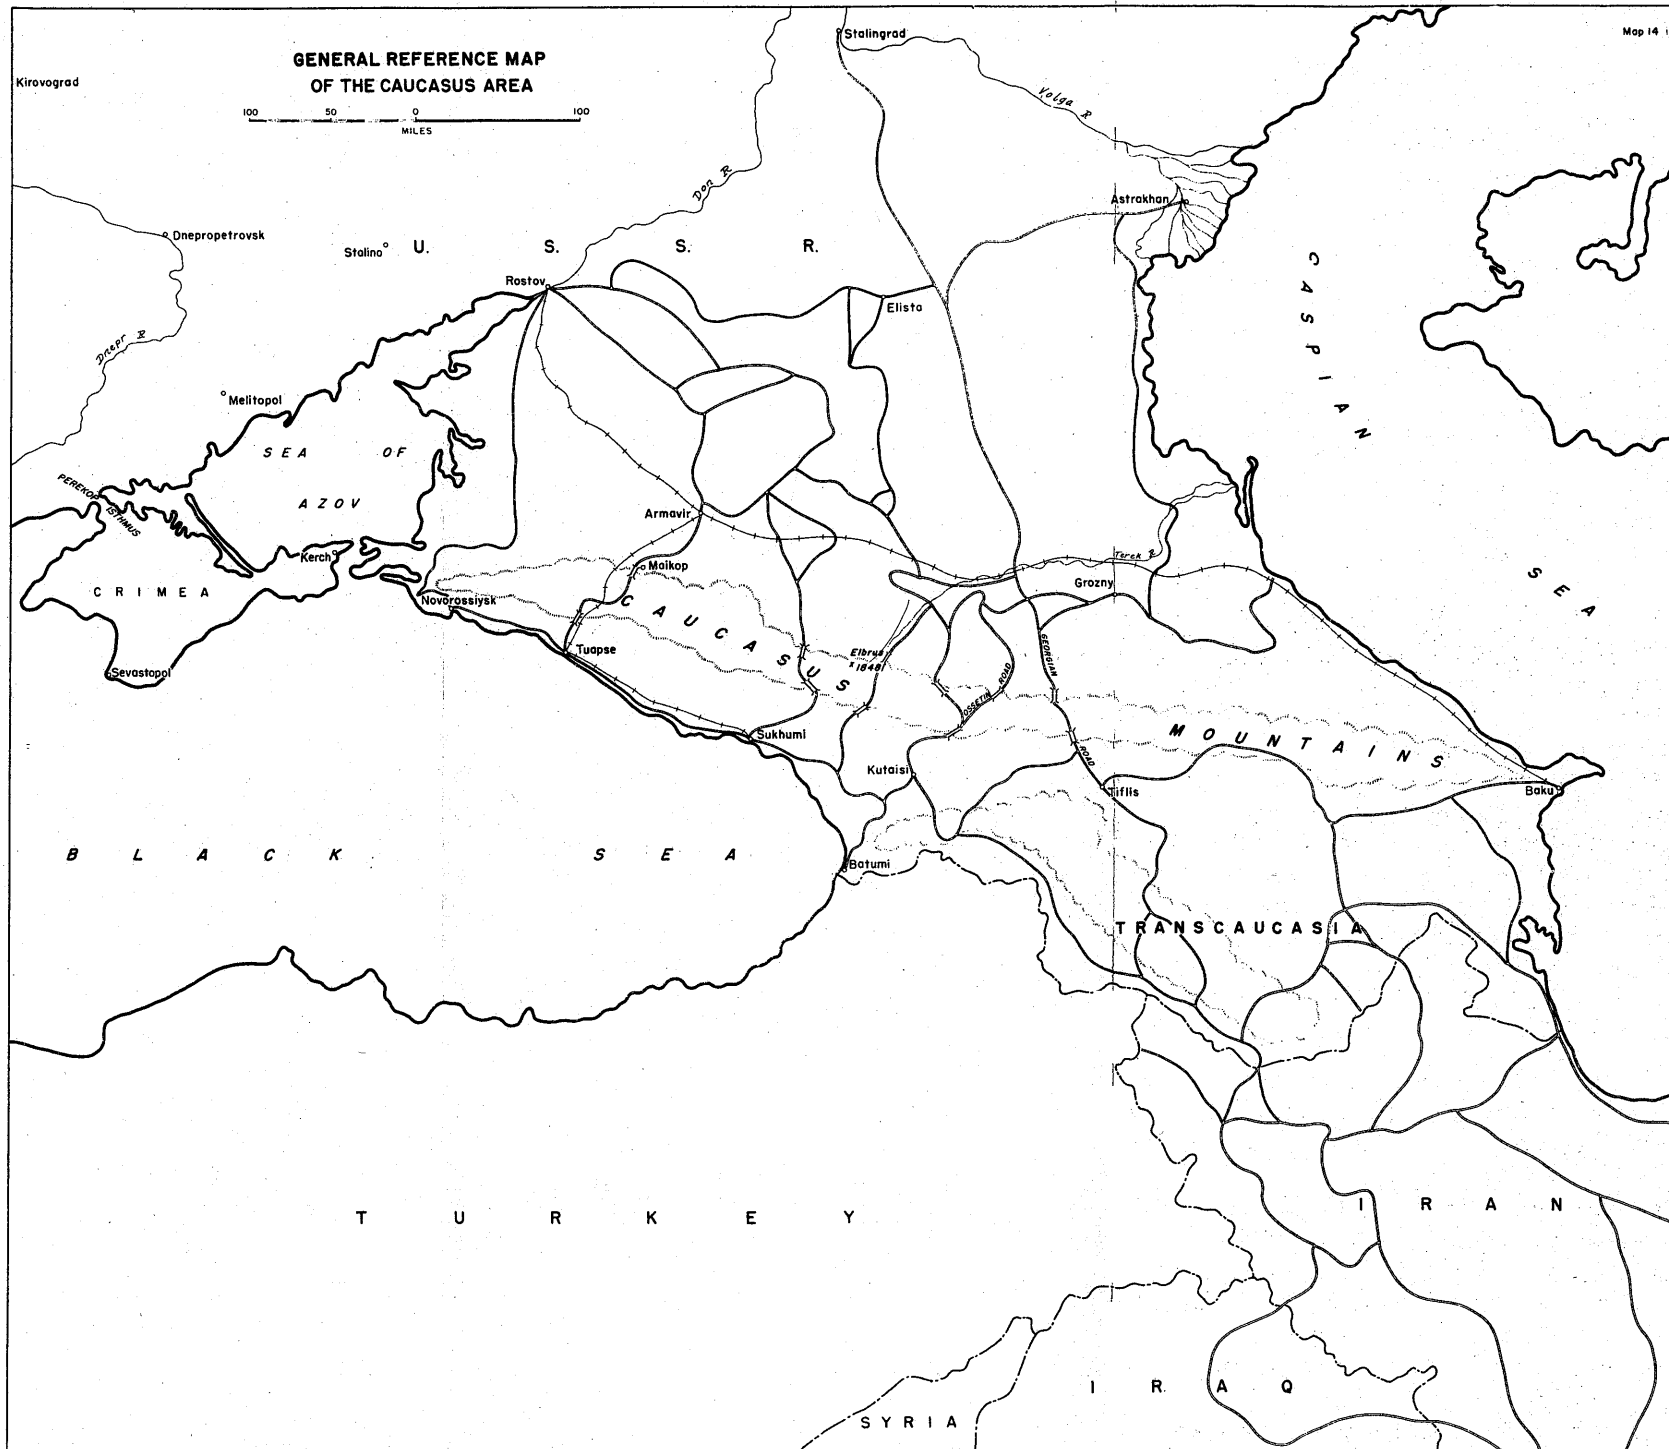 GENERAL REFERENCE MAP
OF THE CAUCASUS AREA
100 50 0 100
MILES
Map 14
Kirovograd
Stalingrad
Volga R
Don R
Astrakhan
Dnepropetrovsk
Stalino
U. S. S. R.
Rostov
Elista
Dnepr R
Melitopol
CASPIAN
SEA
SEA OF
AZOV
PEREKOP
ISTHMUS
Armavir
Kerch
Terek R
Maikop
Grozny
CRIMEA
Novorossiysk
CAUCASUS
Tuapse
Elbrus
x 1848
GEORGIAN
ROAD
OSSETIN
ROAD
Sevastopol
Sukhumi
MOUNTAINS
Kutaisi
Tiflis
Baku
BLACK SEA
Batumi
TRANSCAUCASIA
TURKEY
IRAN
IRAQ
SYRIA